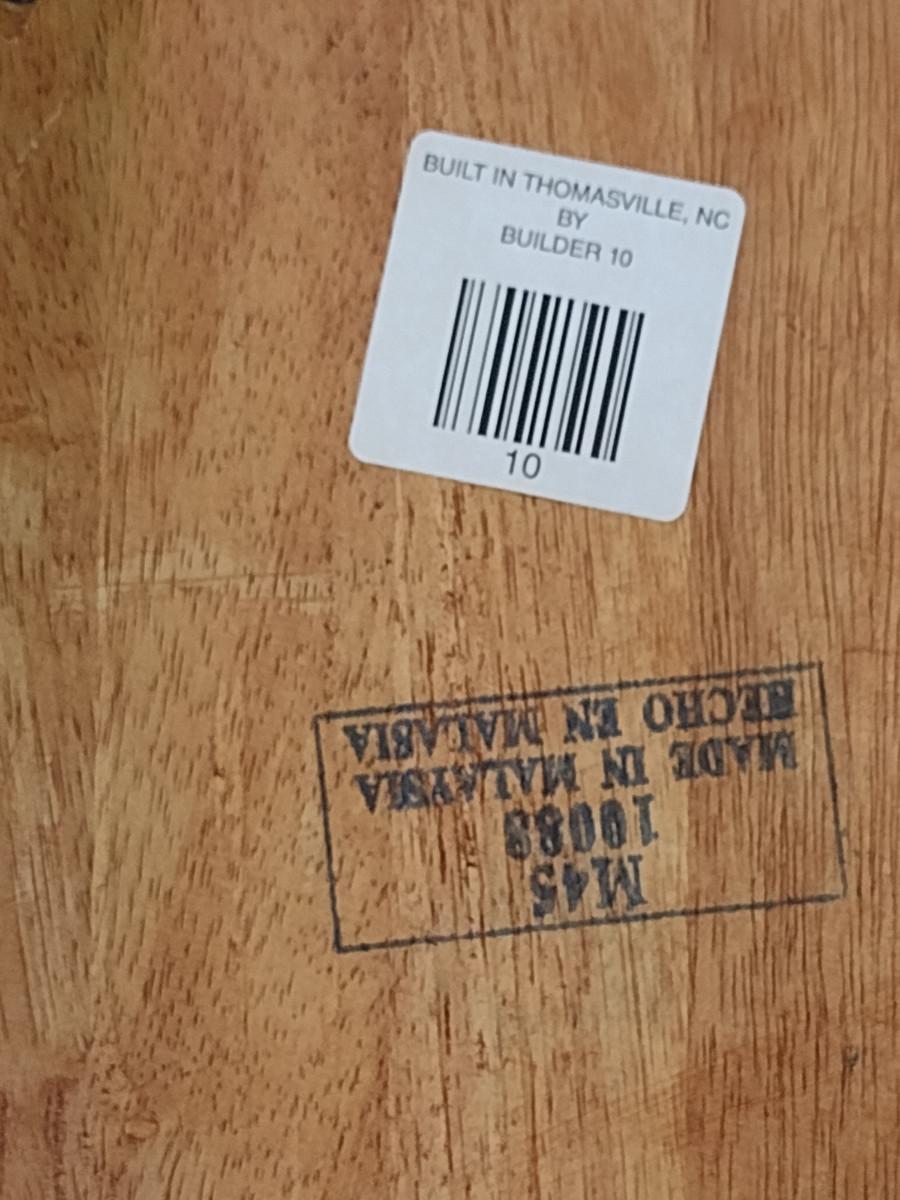 BUILT IN THOMASVILLE, NC
BY
BUILDER 10
10
M45
10088
MADE IN MALAYSIA
HECHO EN MALASIA